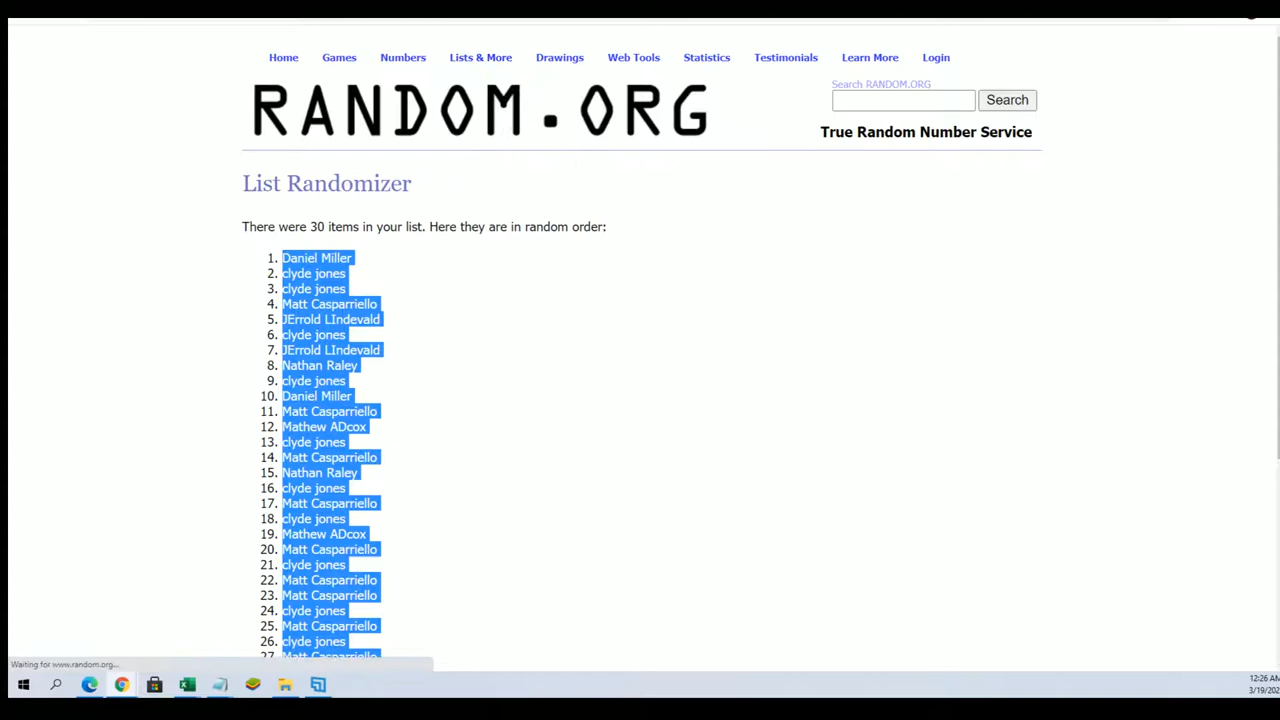 Home Games Numbers Lists & More Drawings Web Tools Statistics Testimonials Learn More Login
RANDOM.ORG
Search RANDOM.ORG
Search
True Random Number Service
List Randomizer
There were 30 items in your list. Here they are in random order:
1. Daniel Miller
2. clyde jones
3. clyde jones
4. Matt Casparriello
5. JErrold LIndevald
6. clyde jones
7. JErrold LIndevald
8. Nathan Raley
9. clyde jones
10. Daniel Miller
11. Matt Casparriello
12. Mathew ADcox
13. clyde jones
14. Matt Casparriello
15. Nathan Raley
16. clyde jones
17. Matt Casparriello
18. clyde jones
19. Mathew ADcox
20. Matt Casparriello
21. clyde jones
22. Matt Casparriello
23. Matt Casparriello
24. clyde jones
25. Matt Casparriello
26. clyde jones
27. Matt Casparriello
Waiting for www.random.org...
12:26 AM
3/19/202